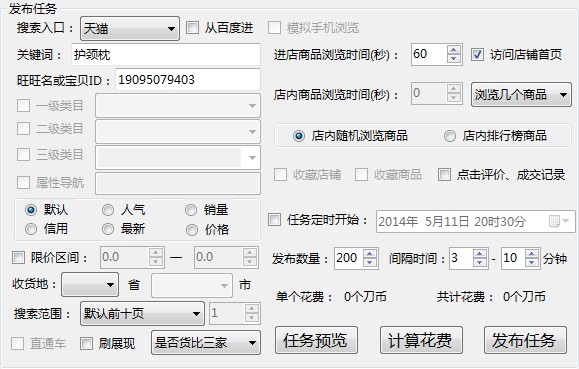 发布任务
搜索入口： 天猫 从百度进 模拟手机浏览
关键词： 护颈枕 进店商品浏览时间(秒)： 60 访问店铺首页
旺旺名或宝贝ID： 19095079403
店内商品浏览时间(秒)： 0 浏览几个商品
一级类目
二级类目
店内随机浏览商品 店内排行榜商品
三级类目
收藏店铺 收藏商品 点击评价、成交记录
属性导航
默认 人气 销量
任务定时开始： 2014年 5月11日 20时30分
信用 最新 价格
限价区间： 0.0 — 0.0 发布数量： 200 间隔时间： 3 - 10 分钟
收货地： 省 市
单个花费： 0个刀币 共计花费： 0个刀币
搜索范围： 默认前十页 1
直通车 刷展现 是否货比三家 任务预览 计算花费 发布任务